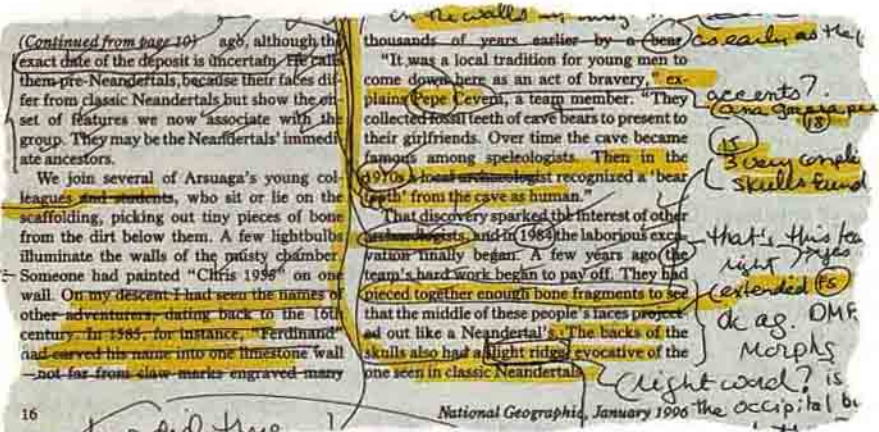 in the walls
(Continued from page 10) ago, although the
exact date of the deposit is uncertain. He calls
them pre-Neandertals, because their faces dif-
fer from classic Neandertals but show the on-
set of features we now associate with the
group. They may be the Neandertals' immedi
ate ancestors.
We join several of Arsuaga's young col-
leagues and students, who sit or lie on the
scaffolding, picking out tiny pieces of bone
from the dirt below them. A few lightbulbs
illuminate the walls of the musty chamber.
Someone had painted "Chris 1958" on one
wall. On my descent I had seen the names of
other adventurers, dating back to the 16th
century. In 1585, for instance, "Ferdinand"
had carved his name into one limestone wall
—not far from claw marks engraved many
thousands of years earlier by a bear
"It was a local tradition for young men to
come down here as an act of bravery," ex-
plains Pepe Cevera, a team member. "They
collected fossil teeth of cave bears to present to
their girlfriends. Over time the cave became
famous among speleologists. Then in the
1970s a local archaeologist recognized a 'bear
tooth' from the cave as human."
That discovery sparked the interest of other
archaeologists, and in 1984 the laborious exca-
vation finally began. A few years ago the
team's hard work began to pay off. They had
pieced together enough bone fragments to see
that the middle of these people's faces project-
ed out like a Neandertal's. The backs of the
skulls also had a slight ridge, evocative of the
one seen in classic Neandertals
as early as the
accents?
18
15
3 very comple
skulls found
that's this
right yes
extended
ok ag. DMF
Morphs
(right word? is
the occipital
16
National Geographic, January 1996